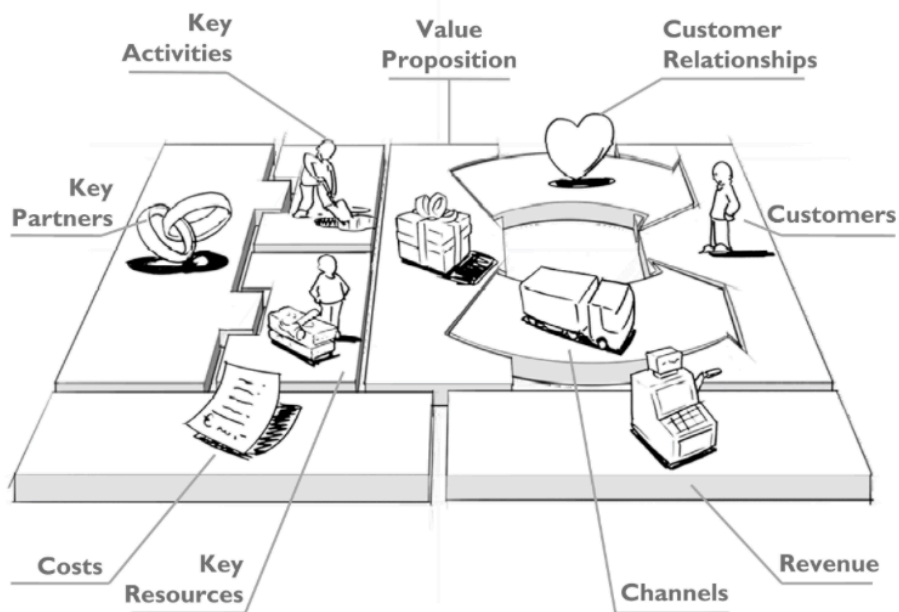 Key
Activities
Value
Proposition
Customer
Relationships
Key
Partners
Customers
Costs
Key
Resources
Channels
Revenue